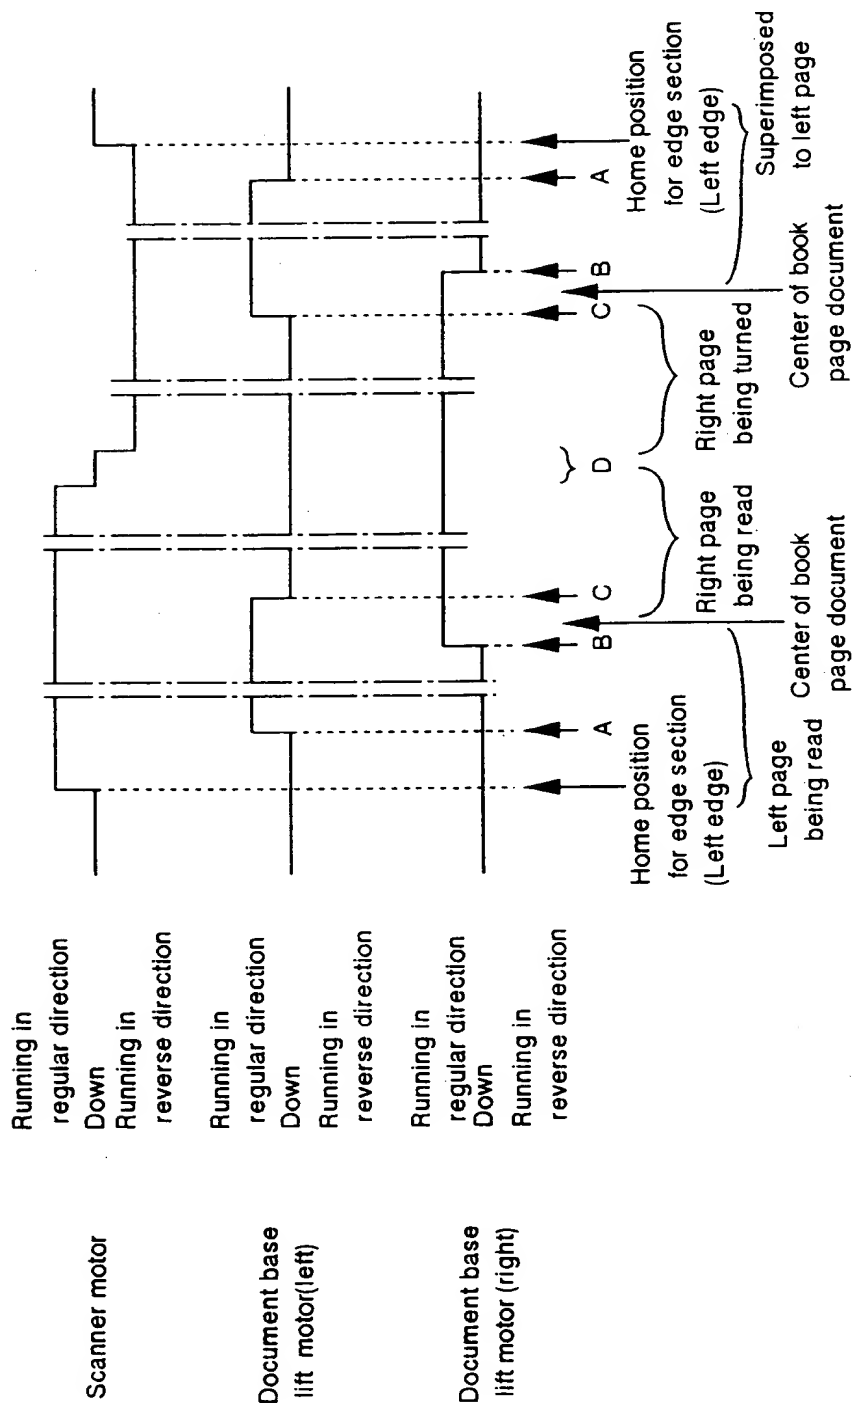 Scanner motor
Running in
regular direction
Down
Running in
reverse direction
Document base
lift motor(left)
Running in
regular direction
Down
Running in
reverse direction
Document base
lift motor (right)
Running in
regular direction
Down
Running in
reverse direction
A
B
C
D
C
B
A
Home position
for edge section
(Left edge)
Left page
being read
Center of book
page document
Right page
being read
Right page
being turned
Center of book
page document
Home position
for edge section
(Left edge)
Superimposed
to left page